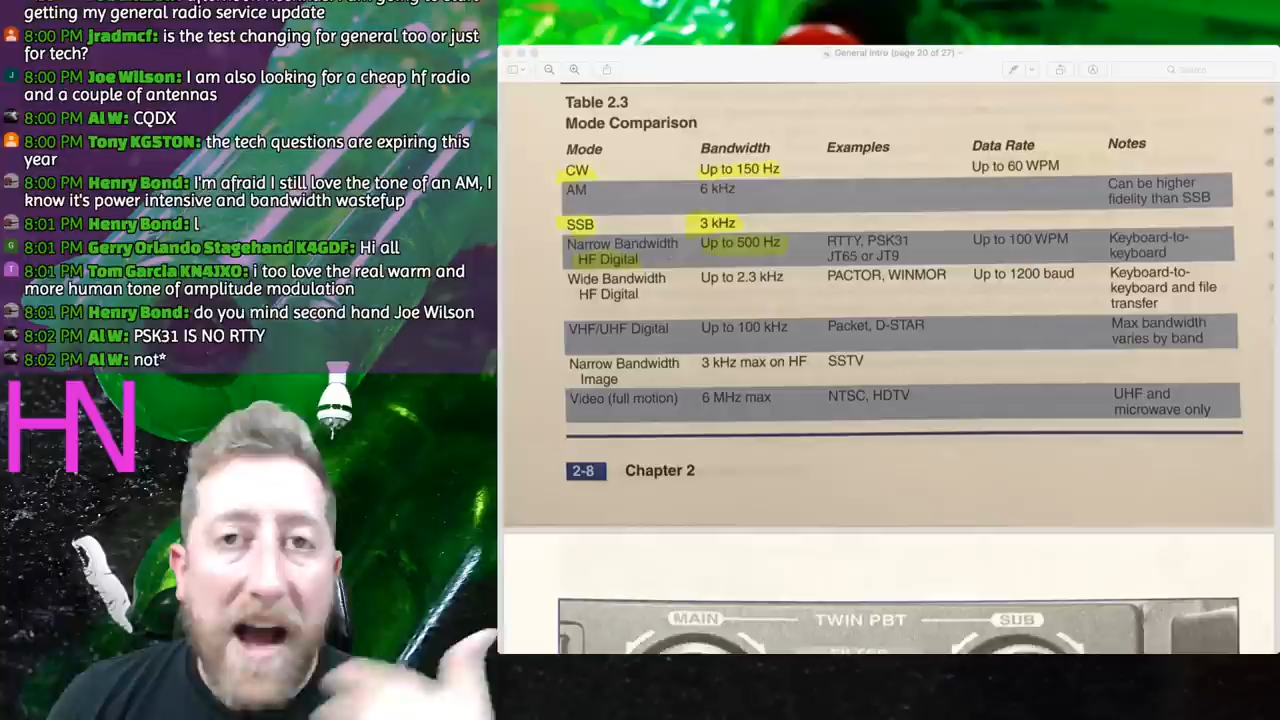 getting my general radio service update
8:00 PM Jradmcf: is the test changing for general too or just
for tech?
8:00 PM Joe Wilson: I am also looking for a cheap hf radio
and a couple of antennas
8:00 PM Al W: CQDX
8:00 PM Tony KG5TON: the tech questions are expiring this
year
8:00 PM Henry Bond: I'm afraid I still love the tone of an AM, I
know it's power intensive and bandwidth wastefup
8:01 PM Henry Bond: l
8:01 PM Gerry Orlando Stagehand K4GDF: Hi all
8:01 PM Tom Garcia KN4JXO: i too love the real warm and
more human tone of amplitude modulation
8:01 PM Henry Bond: do you mind second hand Joe Wilson
8:02 PM Al W: PSK31 IS NO RTTY
8:02 PM Al W: not*
HN
General Intro (page 20 of 27)
Search
Table 2.3
Mode Comparison
Mode Bandwidth Examples Data Rate Notes
CW Up to 150 Hz Up to 60 WPM
AM 6 kHz Can be higher
fidelity than SSB
SSB 3 kHz
Narrow Bandwidth Up to 500 Hz RTTY, PSK31 Up to 100 WPM Keyboard-to-
HF Digital JT65 or JT9 keyboard
Wide Bandwidth Up to 2.3 kHz PACTOR, WINMOR Up to 1200 baud Keyboard-to-
HF Digital keyboard and file
transfer
VHF/UHF Digital Up to 100 kHz Packet, D-STAR Max bandwidth
varies by band
Narrow Bandwidth 3 kHz max on HF SSTV
Image
Video (full motion) 6 MHz max NTSC, HDTV UHF and
microwave only
2-8 Chapter 2
MAIN TWIN PBT SUB
FILTER